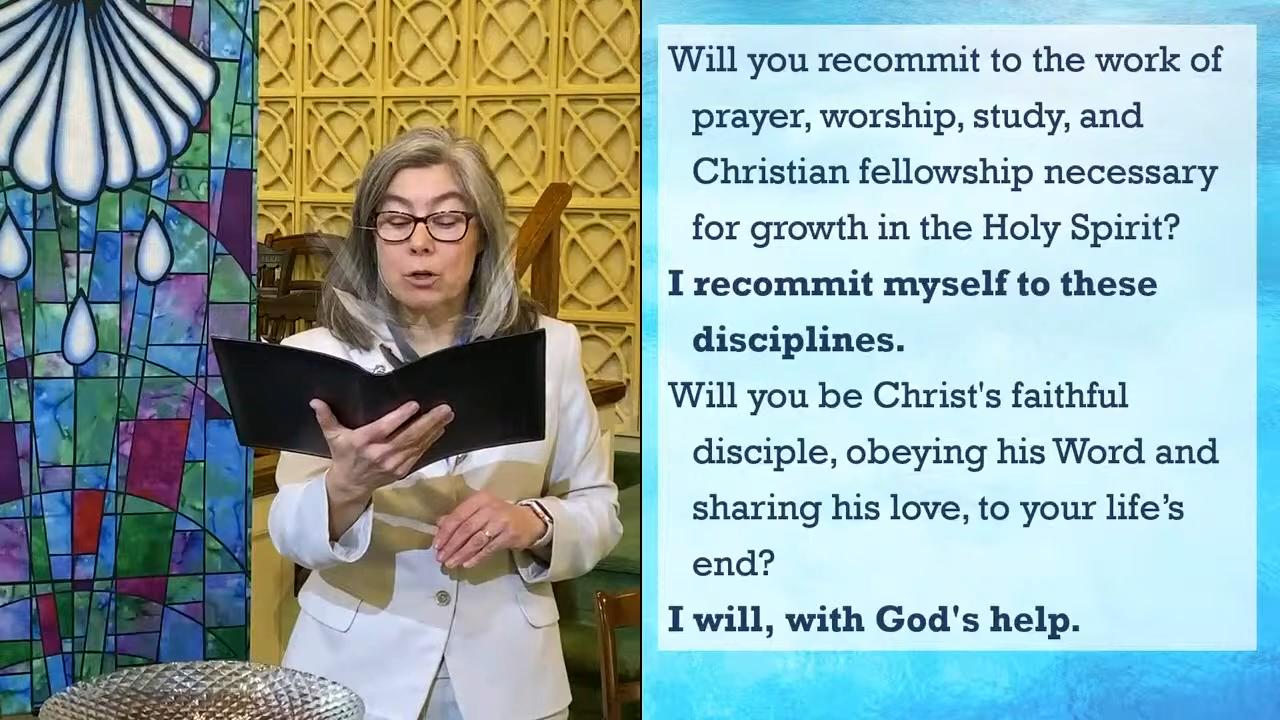 Will you recommit to the work of
prayer, worship, study, and
Christian fellowship necessary
for growth in the Holy Spirit?
I recommit myself to these
disciplines.
Will you be Christ's faithful
disciple, obeying his Word and
sharing his love, to your life’s
end?
I will, with God's help.